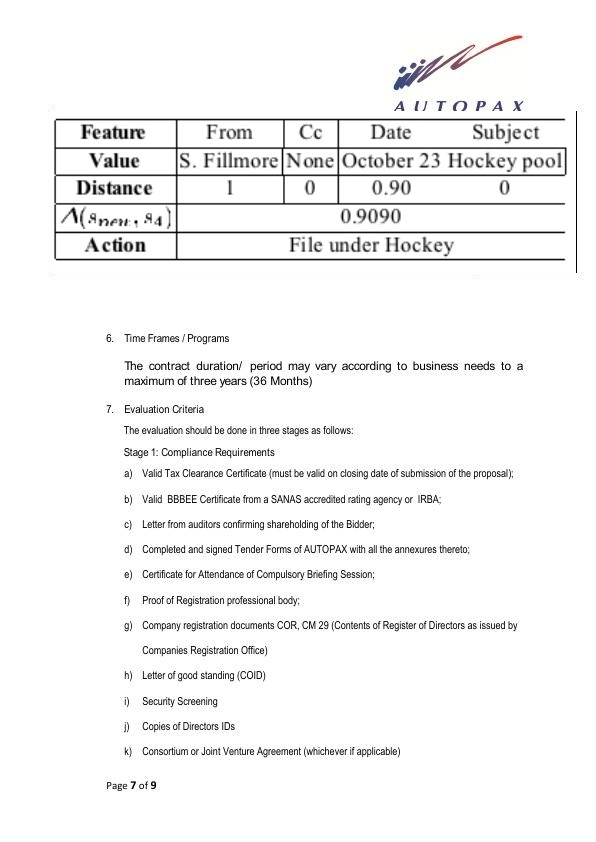 AUTOPAX
Feature From Cc Date Subject
Value S. Fillmore None October 23 Hockey pool
Distance 1 0 0.90 0
Λ(snew, s4) 0.9090
Action File under Hockey
6. Time Frames / Programs
The contract duration/ period may vary according to business needs to a
maximum of three years (36 Months)
7. Evaluation Criteria
The evaluation should be done in three stages as follows:
Stage 1: Compliance Requirements
a) Valid Tax Clearance Certificate (must be valid on closing date of submission of the proposal);
b) Valid BBBEE Certificate from a SANAS accredited rating agency or IRBA;
c) Letter from auditors confirming shareholding of the Bidder;
d) Completed and signed Tender Forms of AUTOPAX with all the annexures thereto;
e) Certificate for Attendance of Compulsory Briefing Session;
f) Proof of Registration professional body;
g) Company registration documents COR, CM 29 (Contents of Register of Directors as issued by
Companies Registration Office)
h) Letter of good standing (COID)
i) Security Screening
j) Copies of Directors IDs
k) Consortium or Joint Venture Agreement (whichever if applicable)
Page 7 of 9